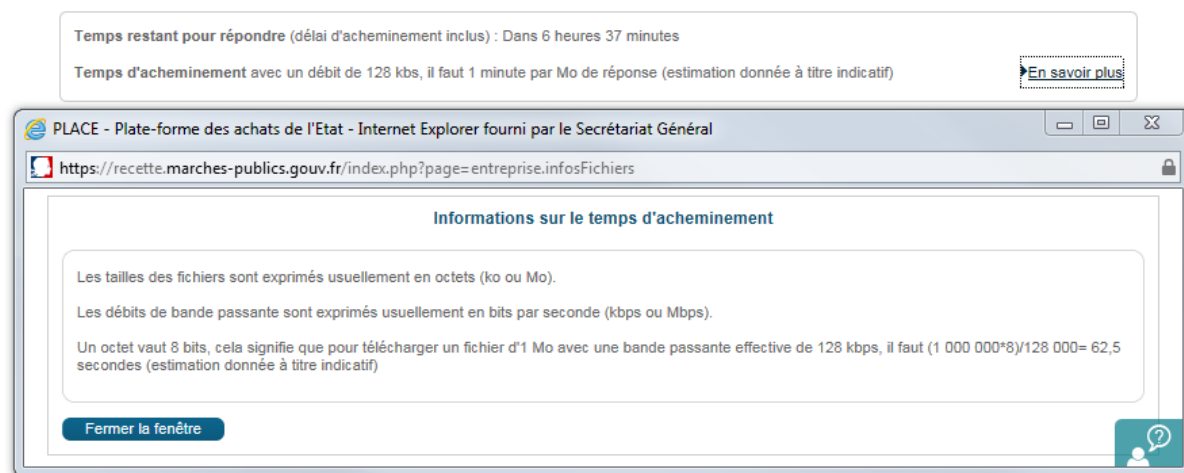 Temps restant pour répondre (délai d'acheminement inclus) : Dans 6 heures 37 minutes
Temps d'acheminement avec un débit de 128 kbs, il faut 1 minute par Mo de réponse (estimation donnée à titre indicatif)
En savoir plus
PLACE - Plate-forme des achats de l'Etat - Internet Explorer fourni par le Secrétariat Général
https://recette.marches-publics.gouv.fr/index.php?page=entreprise.infosFichiers
Informations sur le temps d'acheminement
Les tailles des fichiers sont exprimés usuellement en octets (ko ou Mo).
Les débits de bande passante sont exprimés usuellement en bits par seconde (kbps ou Mbps).
Un octet vaut 8 bits, cela signifie que pour télécharger un fichier d'1 Mo avec une bande passante effective de 128 kbps, il faut (1 000 000*8)/128 000= 62,5
secondes (estimation donnée à titre indicatif)
Fermer la fenêtre
?